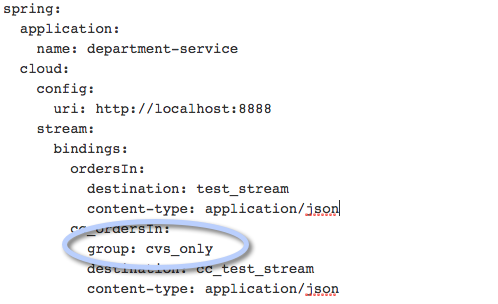 spring:
application:
name: department-service
cloud:
config:
uri: http://localhost:8888
stream:
bindings:
ordersIn:
destination: test_stream
content-type: application/json
cc_ordersIn:
group: cvs_only
destination: cc_test_stream
content-type: application/json